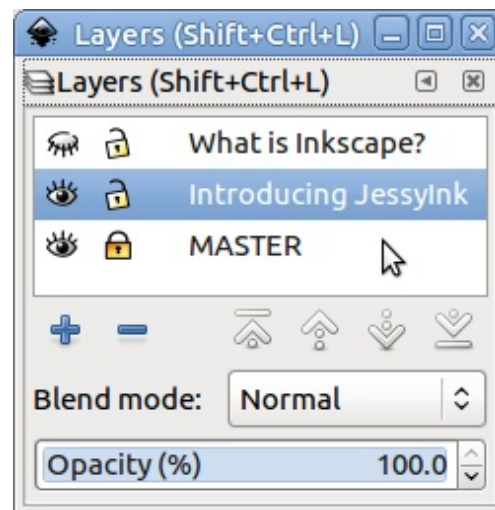 Layers (Shift+Ctrl+L)
Layers (Shift+Ctrl+L)
What is Inkscape?
Introducing JessyInk
MASTER
Blend mode: Normal
Opacity (%) 100.0